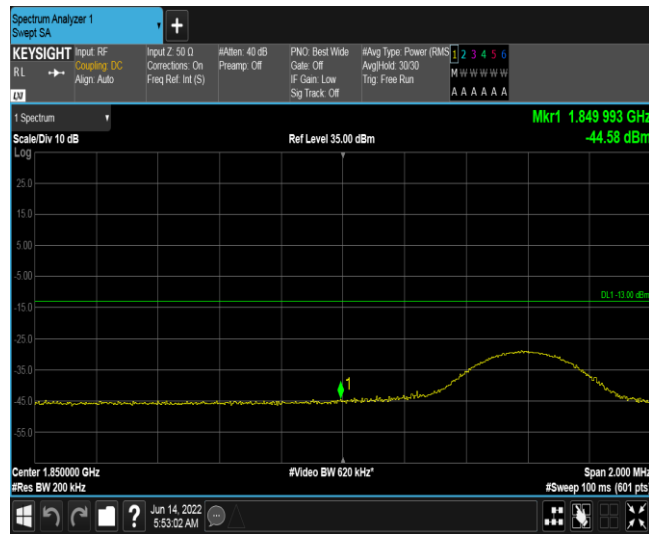 Spectrum Analyzer 1
Swept SA
+
KEYSIGHT
RL
LXI
Input: RF
Coupling: DC
Align: Auto
Input Z: 50 Ω
Corrections: On
Freq Ref: Int (S)
#Atten: 40 dB
Preamp: Off
PNO: Best Wide
Gate: Off
IF Gain: Low
Sig Track: Off
#Avg Type: Power (RMS
Avg|Hold: 30/30
Trig: Free Run
1 2 3 4 5 6
M W W W W W
A A A A A A
1 Spectrum
Mkr1 1.849 993 GHz
Scale/Div 10 dB
Ref Level 35.00 dBm
-44.58 dBm
Log
25.0
15.0
5.00
-5.00
DL1 -13.00 dBm
-15.0
-25.0
-35.0
1
-45.0
-55.0
Center 1.850000 GHz
#Video BW 620 kHz*
Span 2.000 MHz
#Res BW 200 kHz
#Sweep 100 ms (601 pts
?
Jun 14, 2022
5:53:02 AM